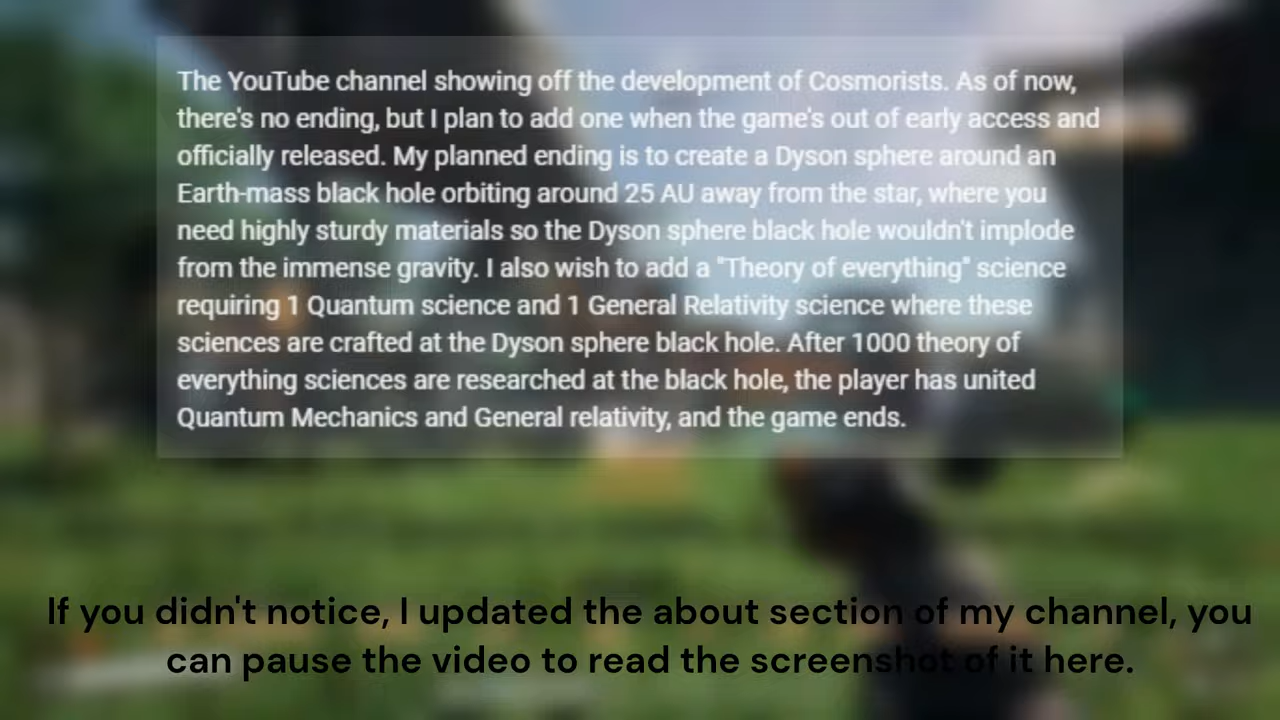 The YouTube channel showing off the development of Cosmorists. As of now,
there's no ending, but I plan to add one when the game's out of early access and
officially released. My planned ending is to create a Dyson sphere around an
Earth-mass black hole orbiting around 25 AU away from the star, where you
need highly sturdy materials so the Dyson sphere black hole wouldn't implode
from the immense gravity. I also wish to add a "Theory of everything" science
requiring 1 Quantum science and 1 General Relativity science where these
sciences are crafted at the Dyson sphere black hole. After 1000 theory of
everything sciences are researched at the black hole, the player has united
Quantum Mechanics and General relativity, and the game ends.
If you didn't notice, I updated the about section of my channel, you
can pause the video to read the screenshot of it here.